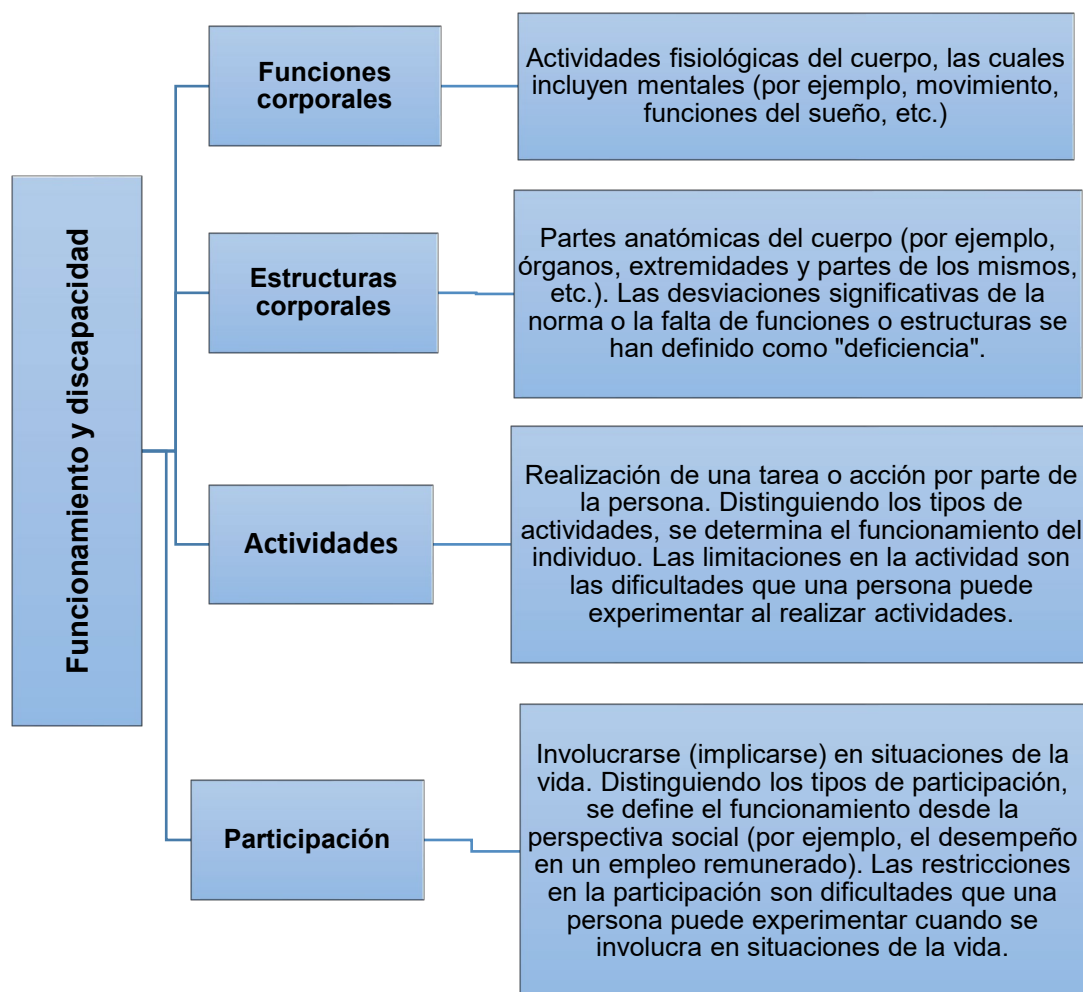 Funcionamiento y discapacidad
Funciones
corporales
Actividades fisiológicas del cuerpo, las cuales
incluyen mentales (por ejemplo, movimiento,
funciones del sueño, etc.)
Estructuras
corporales
Partes anatómicas del cuerpo (por ejemplo,
órganos, extremidades y partes de los mismos,
etc.). Las desviaciones significativas de la
norma o la falta de funciones o estructuras se
han definido como "deficiencia".
Actividades
Realización de una tarea o acción por parte de
la persona. Distinguiendo los tipos de
actividades, se determina el funcionamiento del
individuo. Las limitaciones en la actividad son
las dificultades que una persona puede
experimentar al realizar actividades.
Participación
Involucrarse (implicarse) en situaciones de la
vida. Distinguiendo los tipos de participación,
se define el funcionamiento desde la
perspectiva social (por ejemplo, el desempeño
en un empleo remunerado). Las restricciones
en la participación son dificultades que una
persona puede experimentar cuando se
involucra en situaciones de la vida.